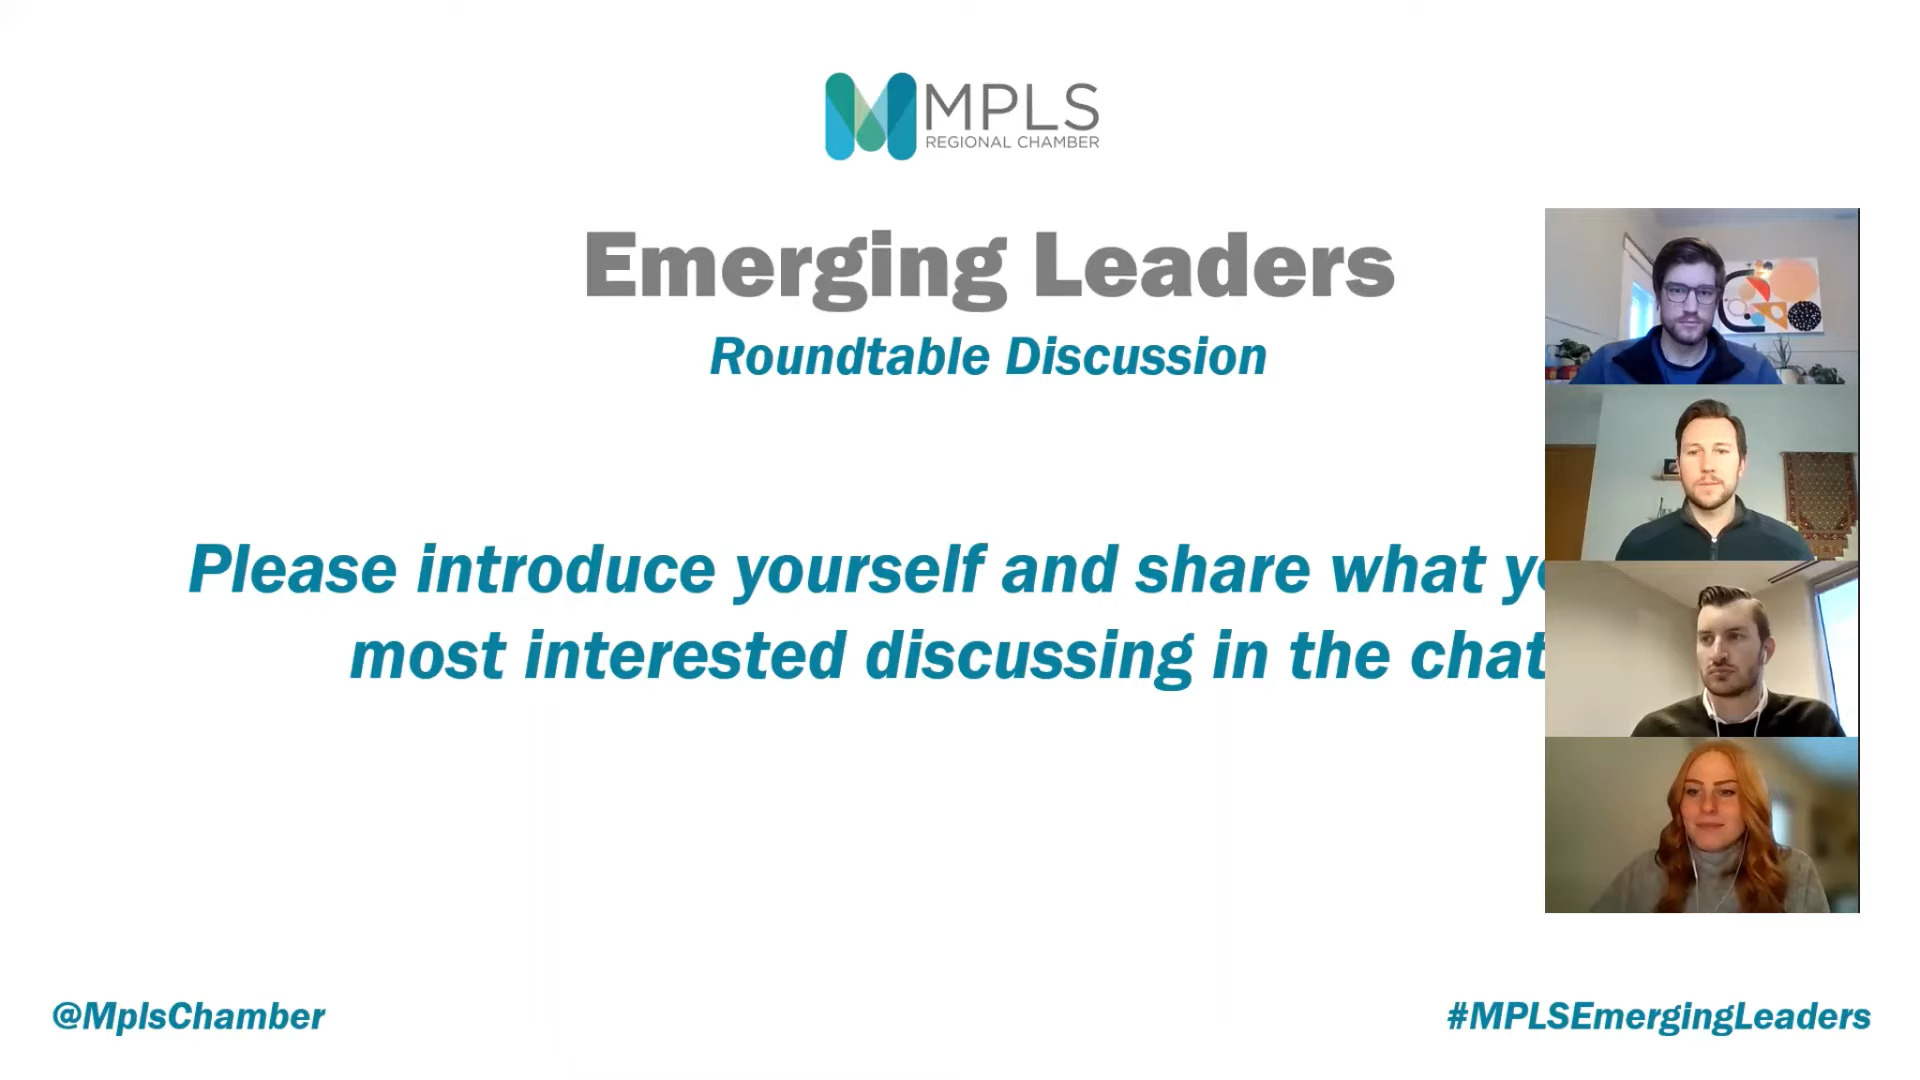 MPLS
REGIONAL CHAMBER
Emerging Leaders
Roundtable Discussion
Please introduce yourself and share what
most interested discussing in the chat
@MplsChamber
#MPLSEmergingLeaders